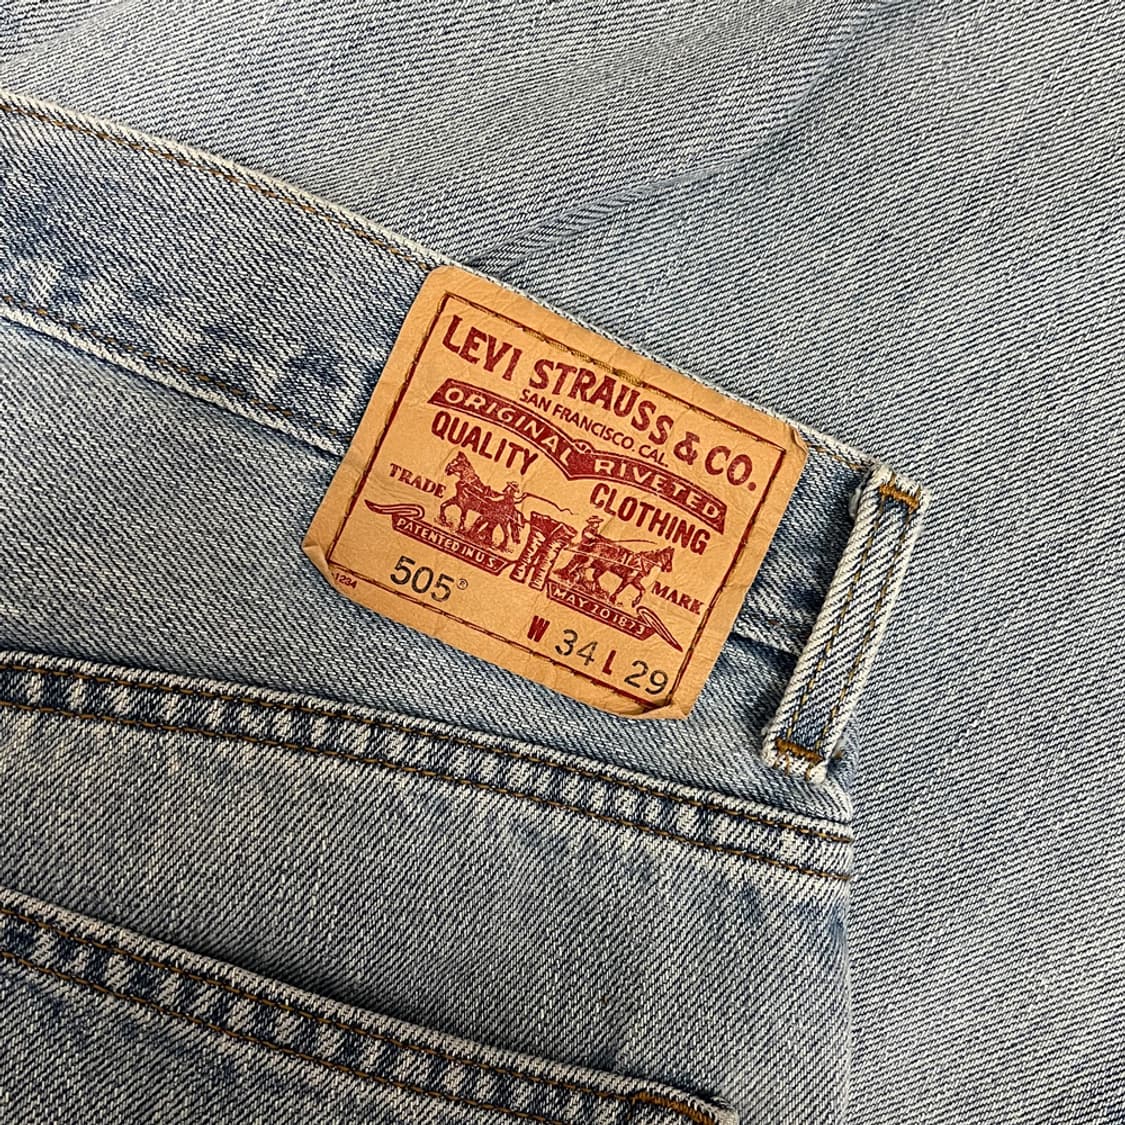 LEVI STRAUSS & CO.
SAN FRANCISCO. CAL.
ORIGINAL RIVETED
QUALITY CLOTHING
TRADE MARK
PATENTED IN U.S. MAY 20 1873
505®
1234
W 34 L 29